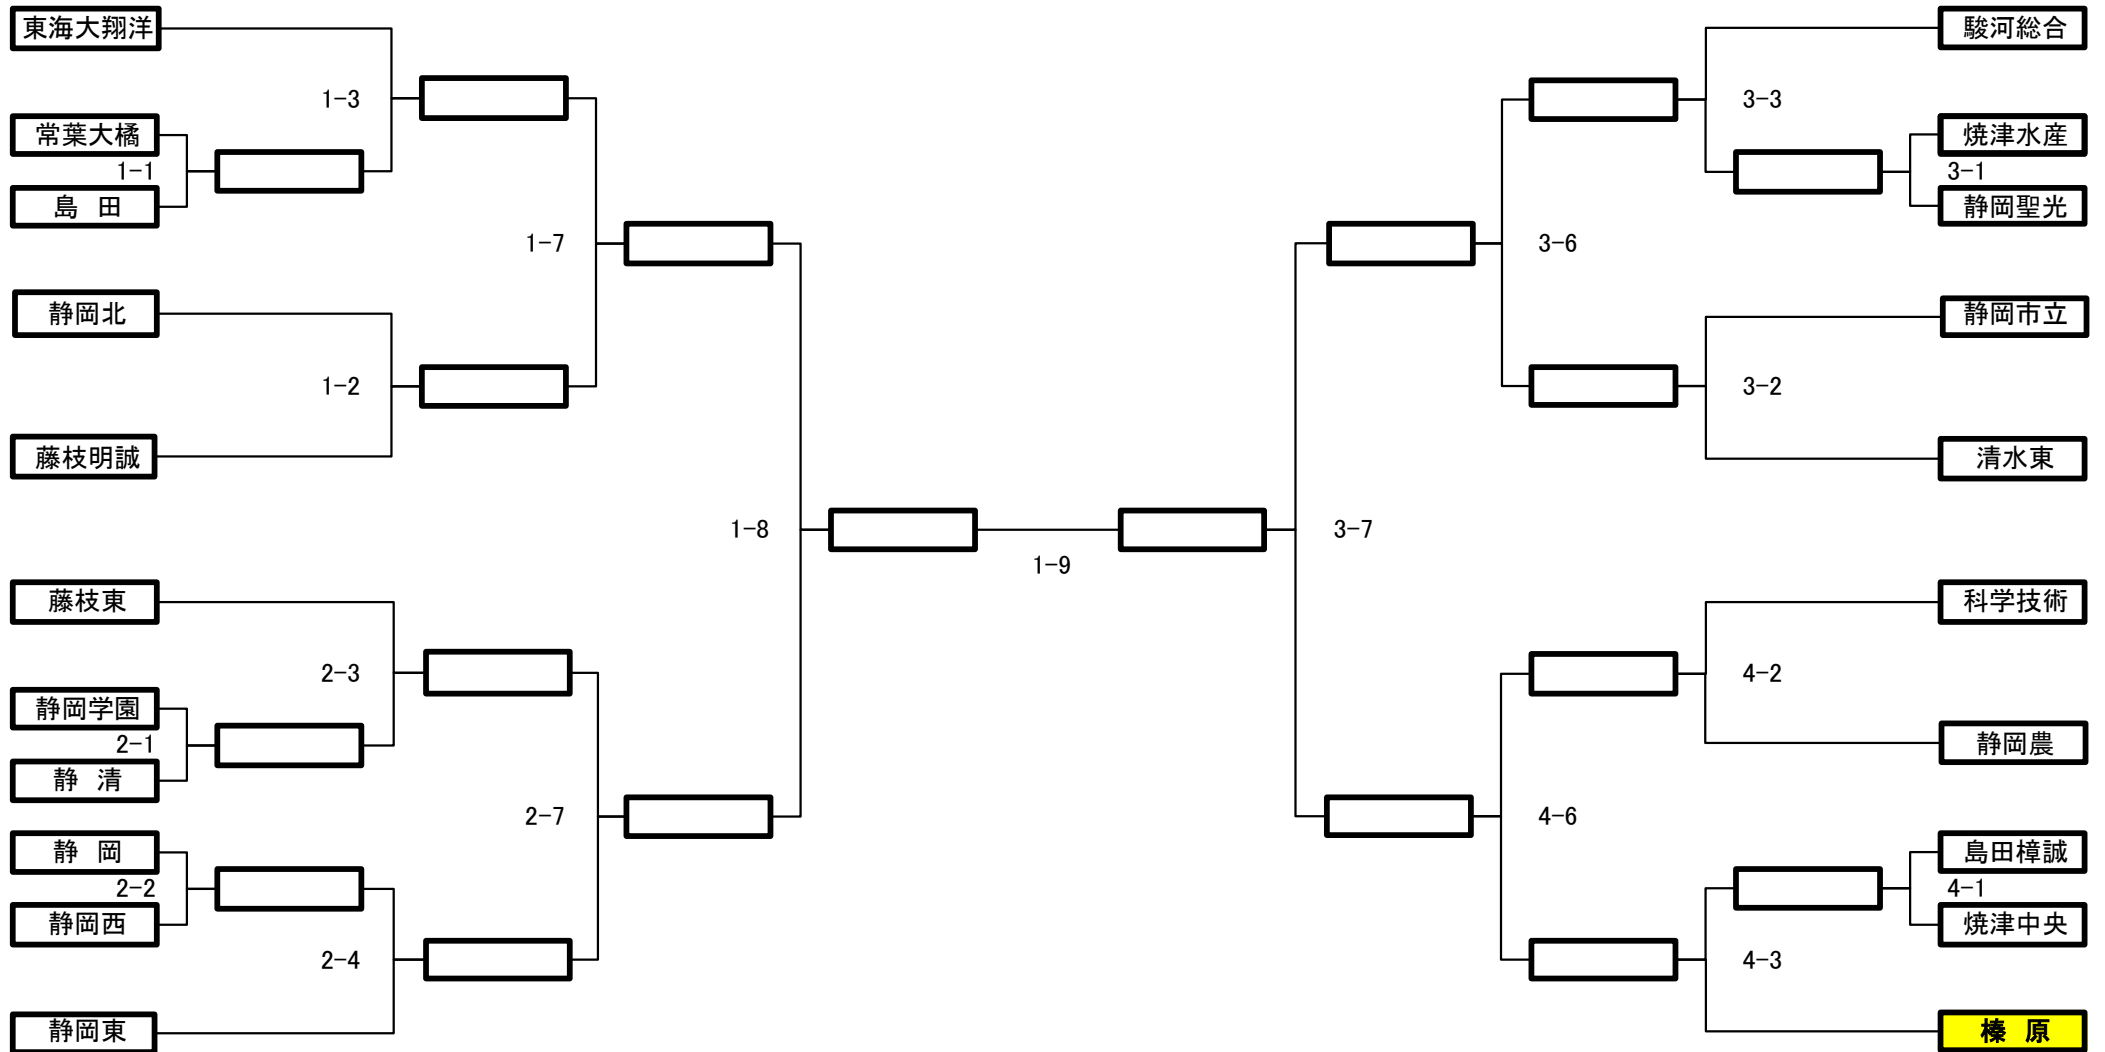 東海大翔洋
1-3
常葉大橘
1-1
島 田
1-7
静岡北
1-2
藤枝明誠
1-8
藤枝東
2-3
静岡学園
2-1
静 清
2-7
静 岡
2-2
静岡西
2-4
静岡東
1-9
駿河総合
3-3
焼津水産
3-1
静岡聖光
3-6
静岡市立
3-2
清水東
3-7
科学技術
4-2
静岡農
4-6
島田樟誠
4-1
焼津中央
4-3
榛 原